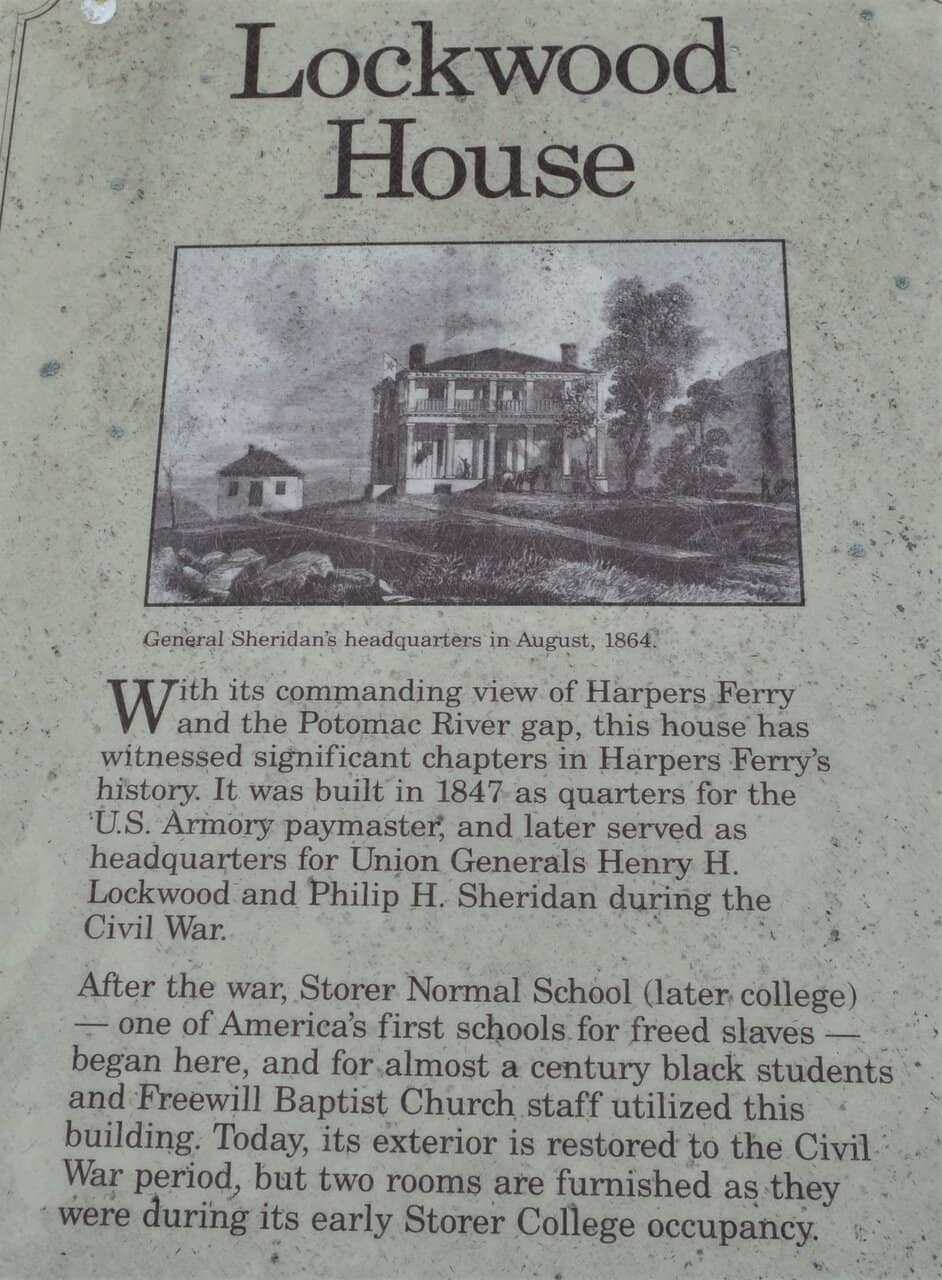 Lockwood
House
General Sheridan's headquarters in August, 1864.
With its commanding view of Harpers Ferry
and the Potomac River gap, this house has
witnessed significant chapters in Harpers Ferry's
history. It was built in 1847 as quarters for the
U.S. Armory paymaster, and later served as
headquarters for Union Generals Henry H.
Lockwood and Philip H. Sheridan during the
Civil War.
After the war, Storer Normal School (later college)
— one of America's first schools for freed slaves —
began here, and for almost a century black students
and Freewill Baptist Church staff utilized this
building. Today, its exterior is restored to the Civil
War period, but two rooms are furnished as they
were during its early Storer College occupancy.